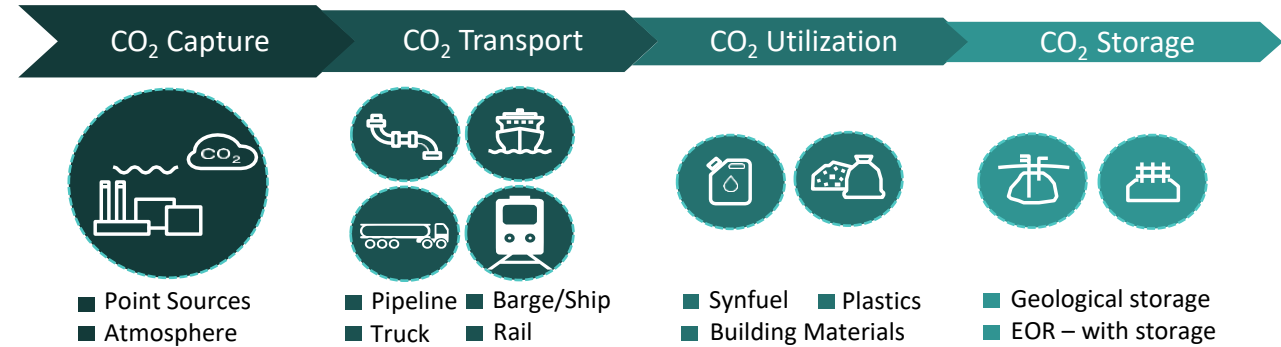 CO₂ Capture
CO₂ Transport
CO₂ Utilization
CO₂ Storage
CO₂
Point Sources
Atmosphere
Pipeline
Barge/Ship
Truck
Rail
Synfuel
Plastics
Building Materials
Geological storage
EOR – with storage